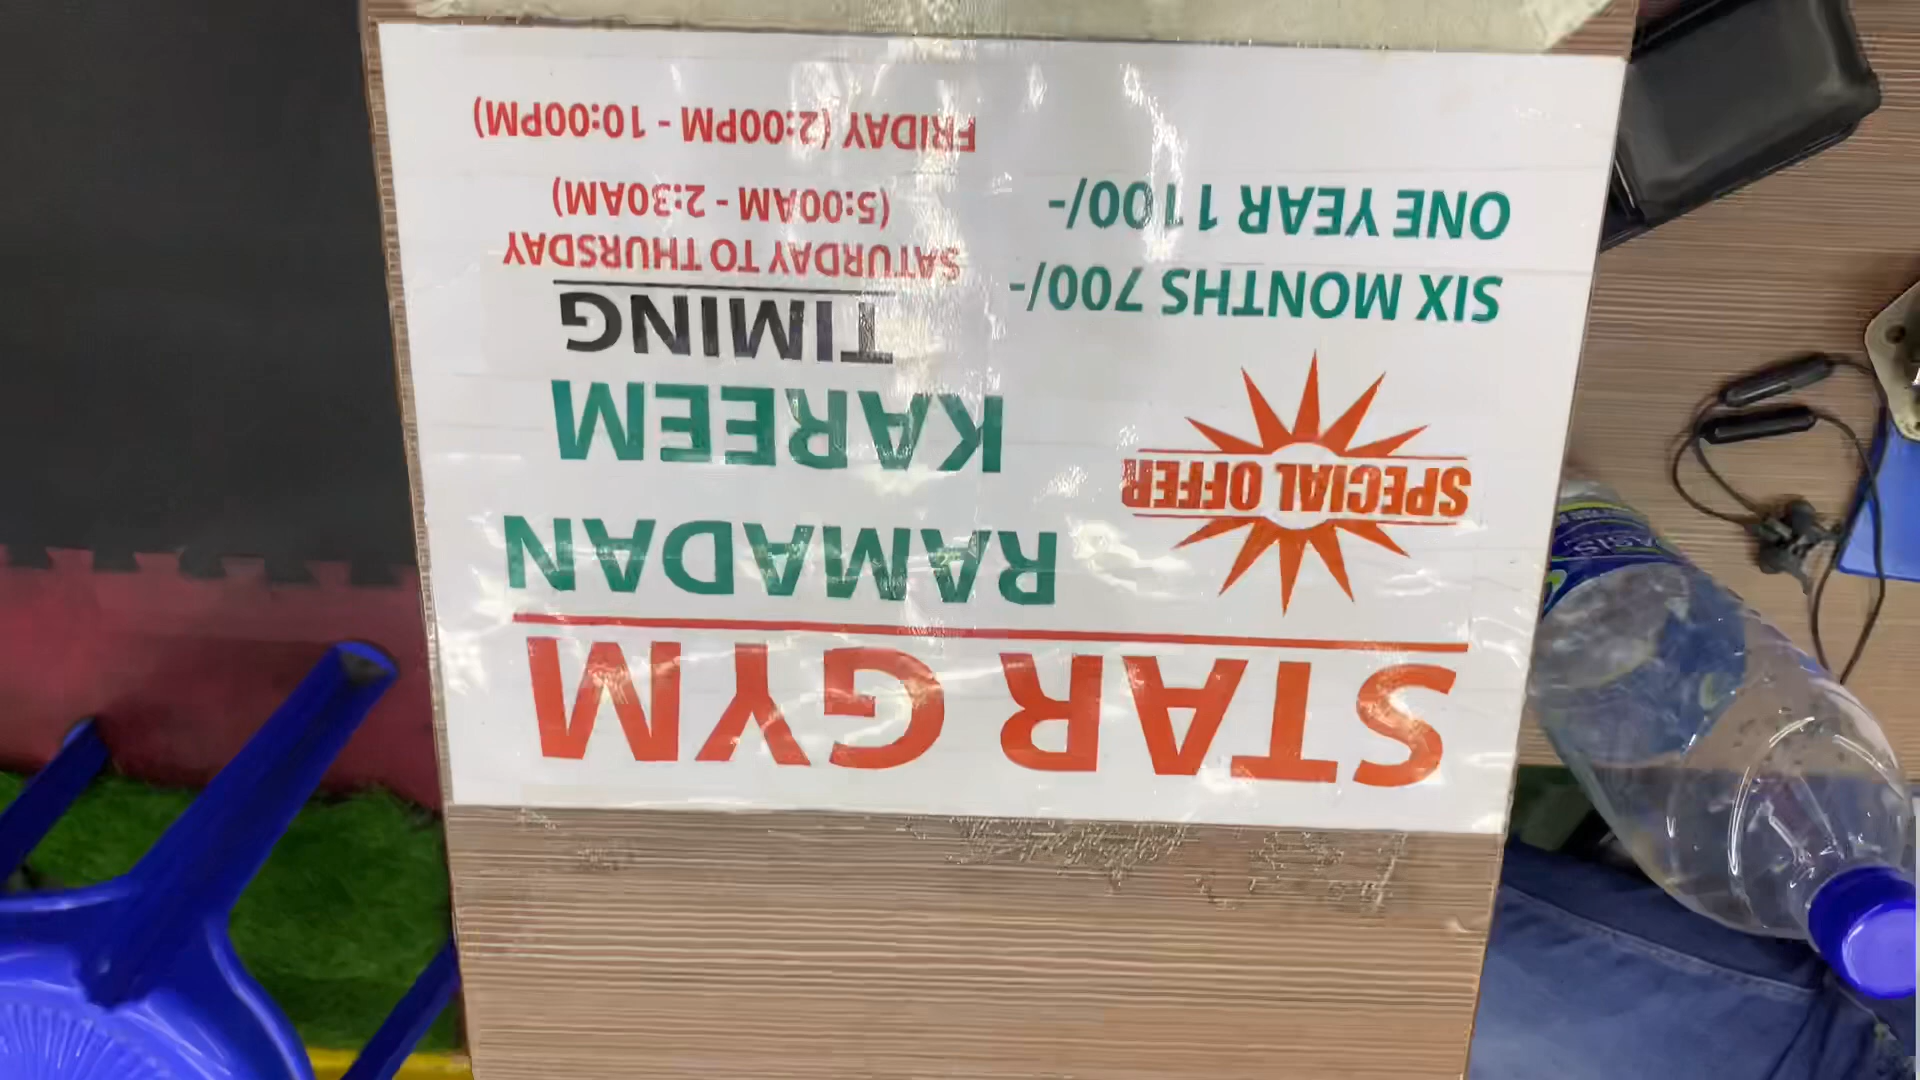 STAR GYM
SPECIAL OFFER
SIX MONTHS 700/-
ONE YEAR 1100/-
RAMADAN
KAREEM
TIMING
SATURDAY TO THURSDAY
(5:00AM - 2:30AM)
FRIDAY (2:00PM - 10:00PM)